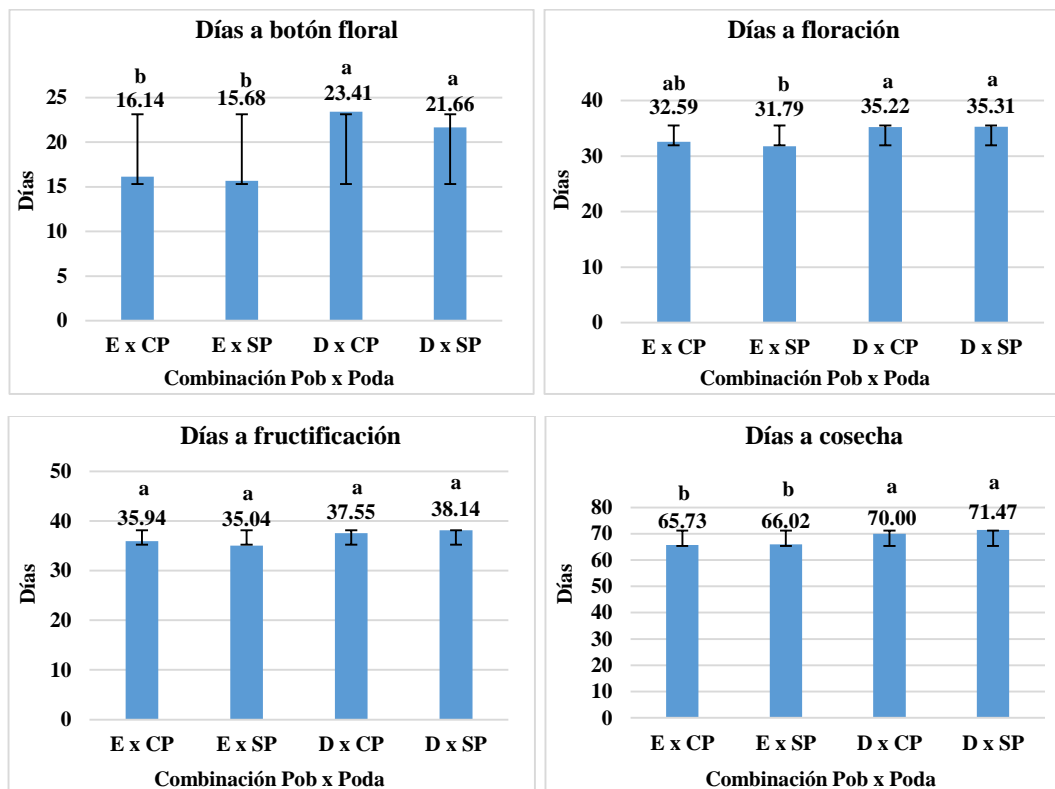 Días a botón floral
b b a a
16.14 15.68 23.41 21.66
25
20
15
10
5
0
Días
E x CP E x SP D x CP D x SP
Combinación Pob x Poda
Días a floración
ab b a a
32.59 31.79 35.22 35.31
40
30
20
10
0
Días
E x CP E x SP D x CP D x SP
Combinación Pob x Poda
Días a fructificación
a a a a
35.94 35.04 37.55 38.14
50
40
30
20
10
0
Días
E x CP E x SP D x CP D x SP
Combinación Pob x Poda
Días a cosecha
b b a a
65.73 66.02 70.00 71.47
80
70
60
50
40
30
20
10
0
Días
E x CP E x SP D x CP D x SP
Combinación Pob x Poda